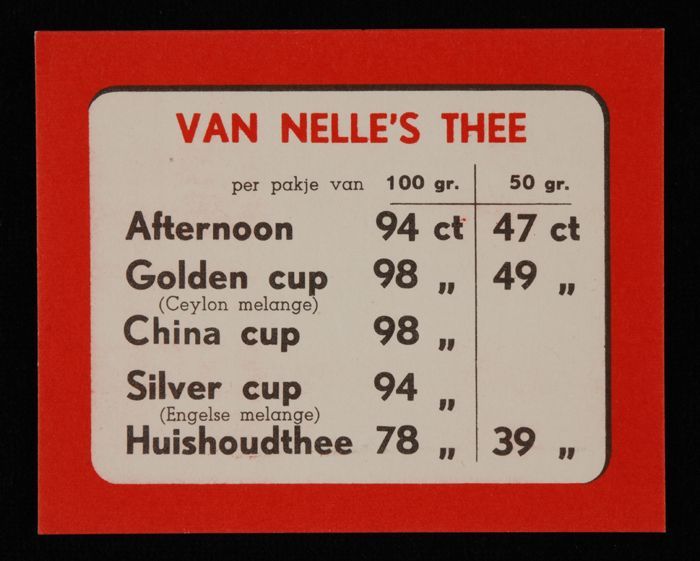 VAN NELLE'S THEE
per pakje van 100 gr. 50 gr.
Afternoon 94 ct 47 ct
Golden cup 98 „ 49 „
(Ceylon melange)
China cup 98 „
Silver cup 94 „
(Engelse melange)
Huishoudthee 78 „ 39 „